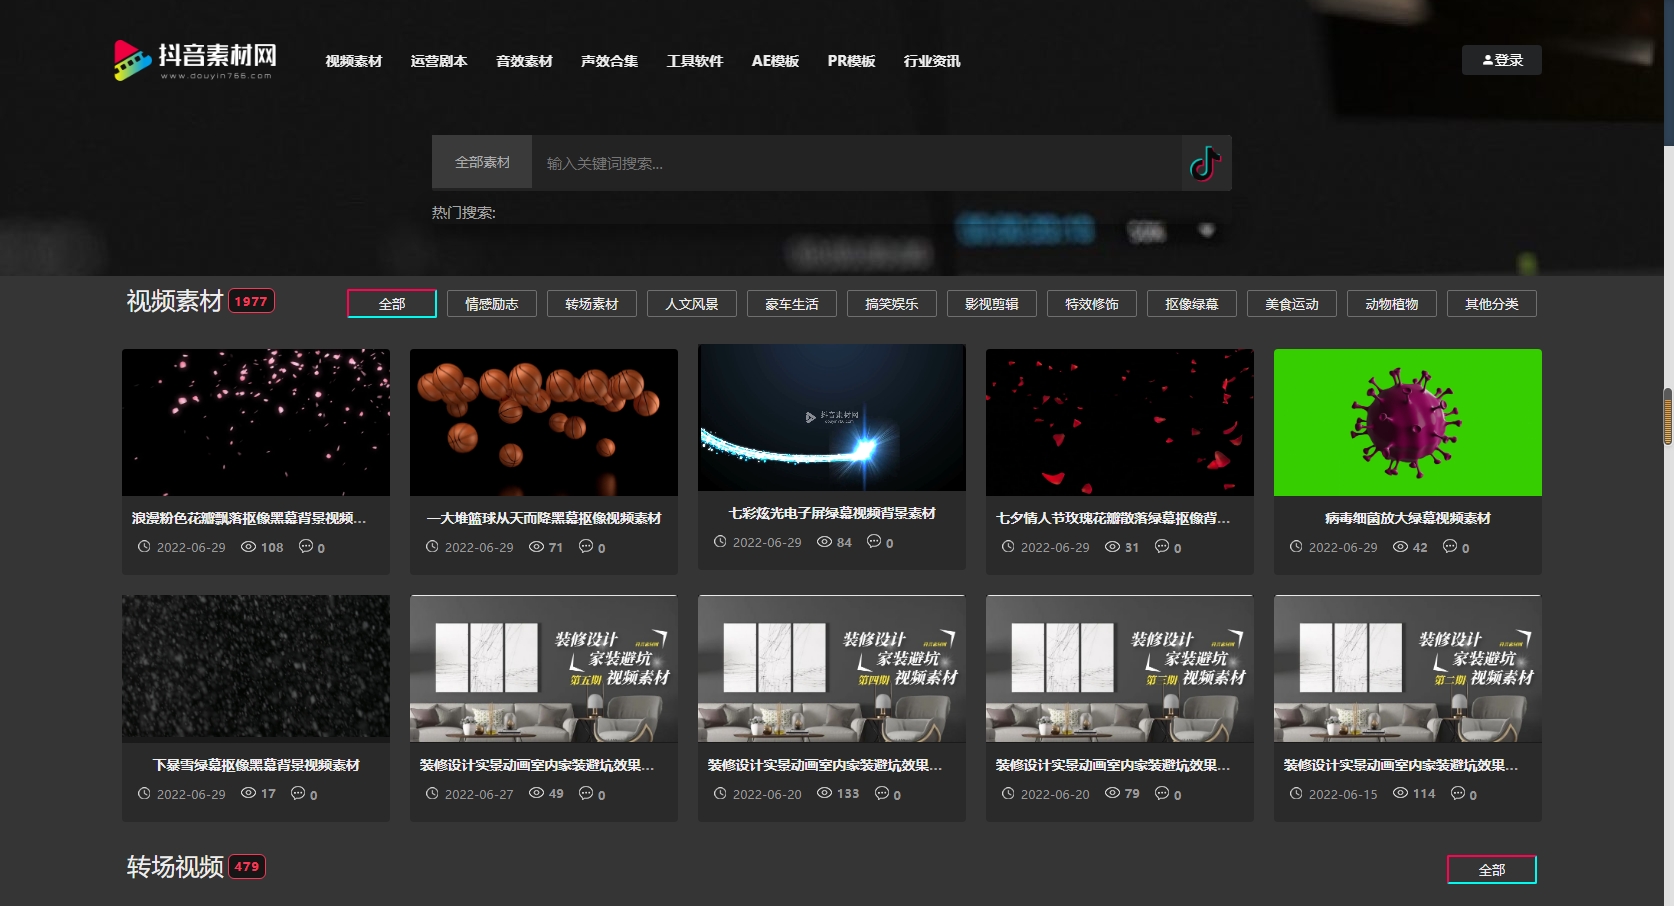 抖音素材网
www.douyin766.com
视频素材 运营剧本 音效素材 声效合集 工具软件 AE模板 PR模板 行业资讯
登录
全部素材 输入关键词搜索...
热门搜索:
视频素材 1977
全部 情感励志 转场素材 人文风景 豪车生活 搞笑娱乐 影视剪辑 特效修饰 抠像绿幕 美食运动 动物植物 其他分类
抖音素材网
浪漫粉色花瓣飘落抠像黑幕背景视频...
2022-06-29 108 0
一大堆篮球从天而降黑幕抠像视频素材
2022-06-29 71 0
七彩炫光电子屏绿幕视频背景素材
2022-06-29 84 0
七夕情人节玫瑰花瓣散落绿幕抠像背...
2022-06-29 31 0
病毒细菌放大绿幕视频素材
2022-06-29 42 0
下暴雪绿幕抠像黑幕背景视频素材
2022-06-29 17 0
装修设计
家装避坑
第五期 视频素材
装修设计实景动画室内家装避坑效果...
2022-06-27 49 0
装修设计
家装避坑
第四期 视频素材
装修设计实景动画室内家装避坑效果...
2022-06-20 133 0
装修设计
家装避坑
第三期 视频素材
装修设计实景动画室内家装避坑效果...
2022-06-20 79 0
装修设计
家装避坑
第二期 视频素材
装修设计实景动画室内家装避坑效果...
2022-06-15 114 0
转场视频 479
全部